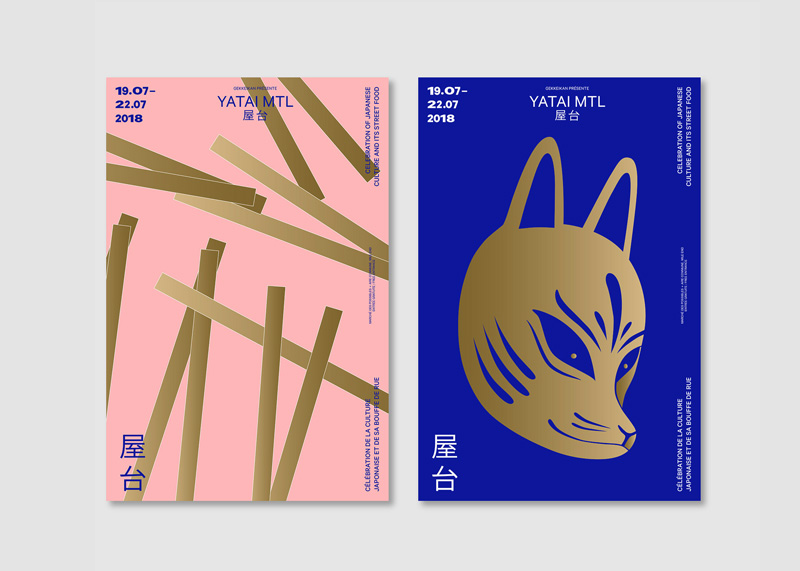 19.07–
22.07
2018
GEKKEIKAN PRÉSENTE
YATAI MTL
屋台
CELEBRATION OF JAPANESE
CULTURE AND ITS STREET FOOD
CÉLÉBRATION DE LA CULTURE
JAPONAISE ET DE SA BOUFFE DE RUE
屋
台
19.07–
22.07
2018
GEKKEIKAN PRÉSENTE
YATAI MTL
屋台
CELEBRATION OF JAPANESE
CULTURE AND ITS STREET FOOD
CÉLÉBRATION DE LA CULTURE
JAPONAISE ET DE SA BOUFFE DE RUE
屋
台